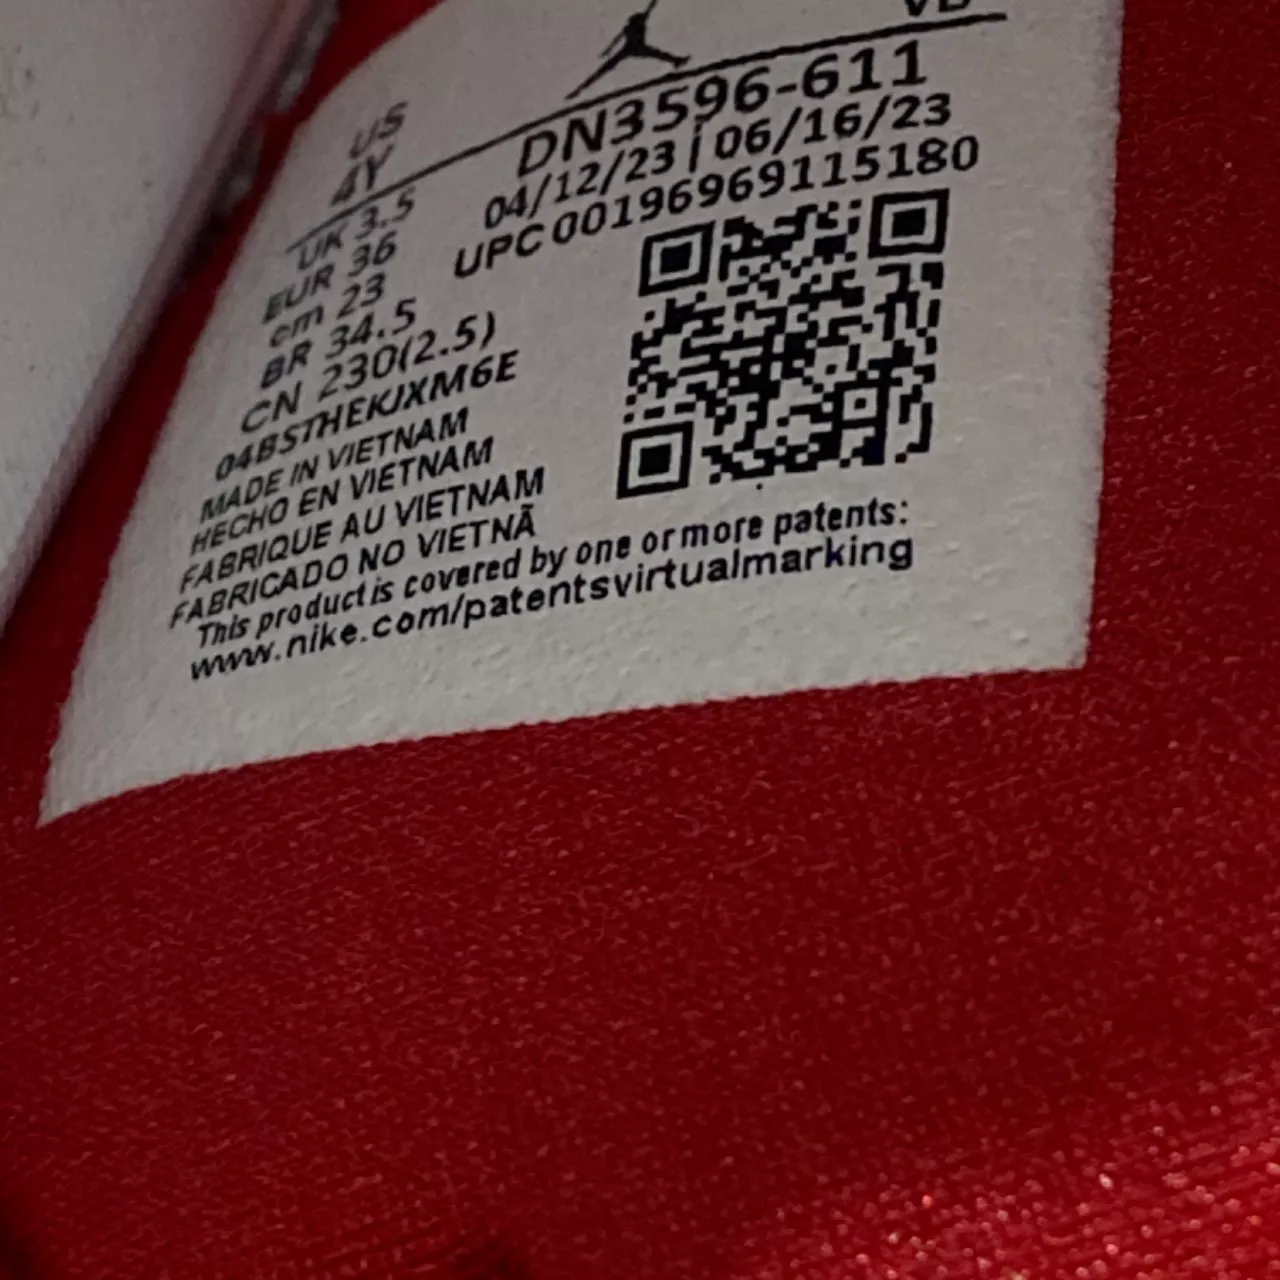 US
4Y
UK 3.5
EUR 36
cm 23
BR 34.5
CN 230(2.5)
04BSTHEKJXM6E
MADE IN VIETNAM
HECHO EN VIETNAM
FABRIQUE AU VIETNAM
FABRICADO NO VIETNÃ
This product is covered by one or more patents:
www.nike.com/patentsvirtualmarking
DN3596-611
04/12/23 | 06/16/23
UPC 00196969115180